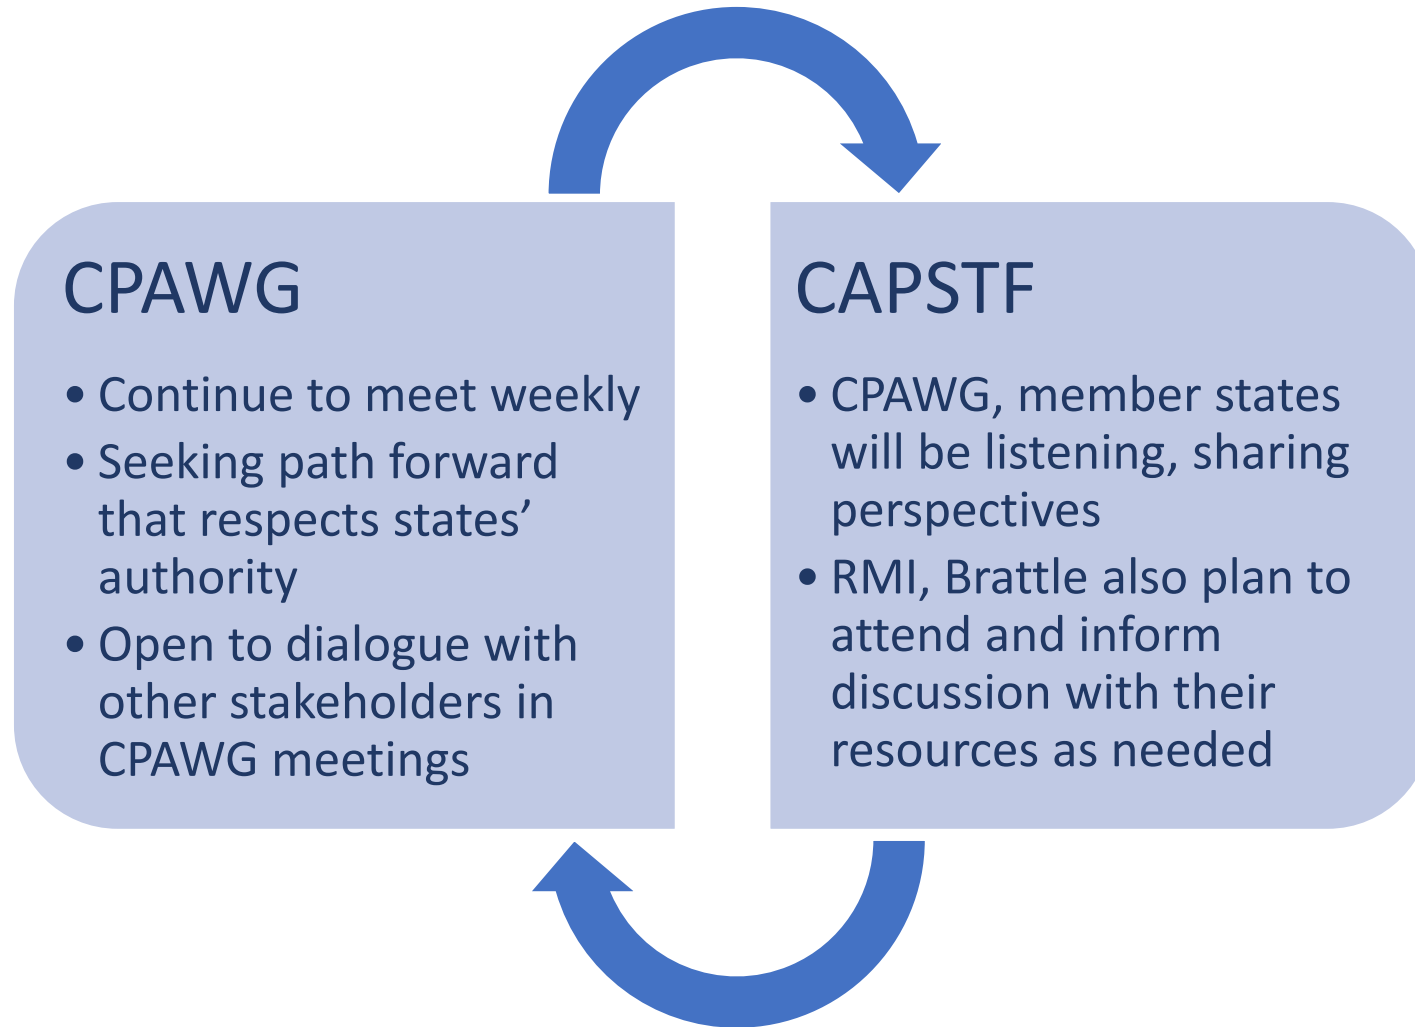 CPAWG
• Continue to meet weekly
• Seeking path forward
that respects states’
authority
• Open to dialogue with
other stakeholders in
CPAWG meetings
CAPSTF
• CPAWG, member states
will be listening, sharing
perspectives
• RMI, Brattle also plan to
attend and inform
discussion with their
resources as needed